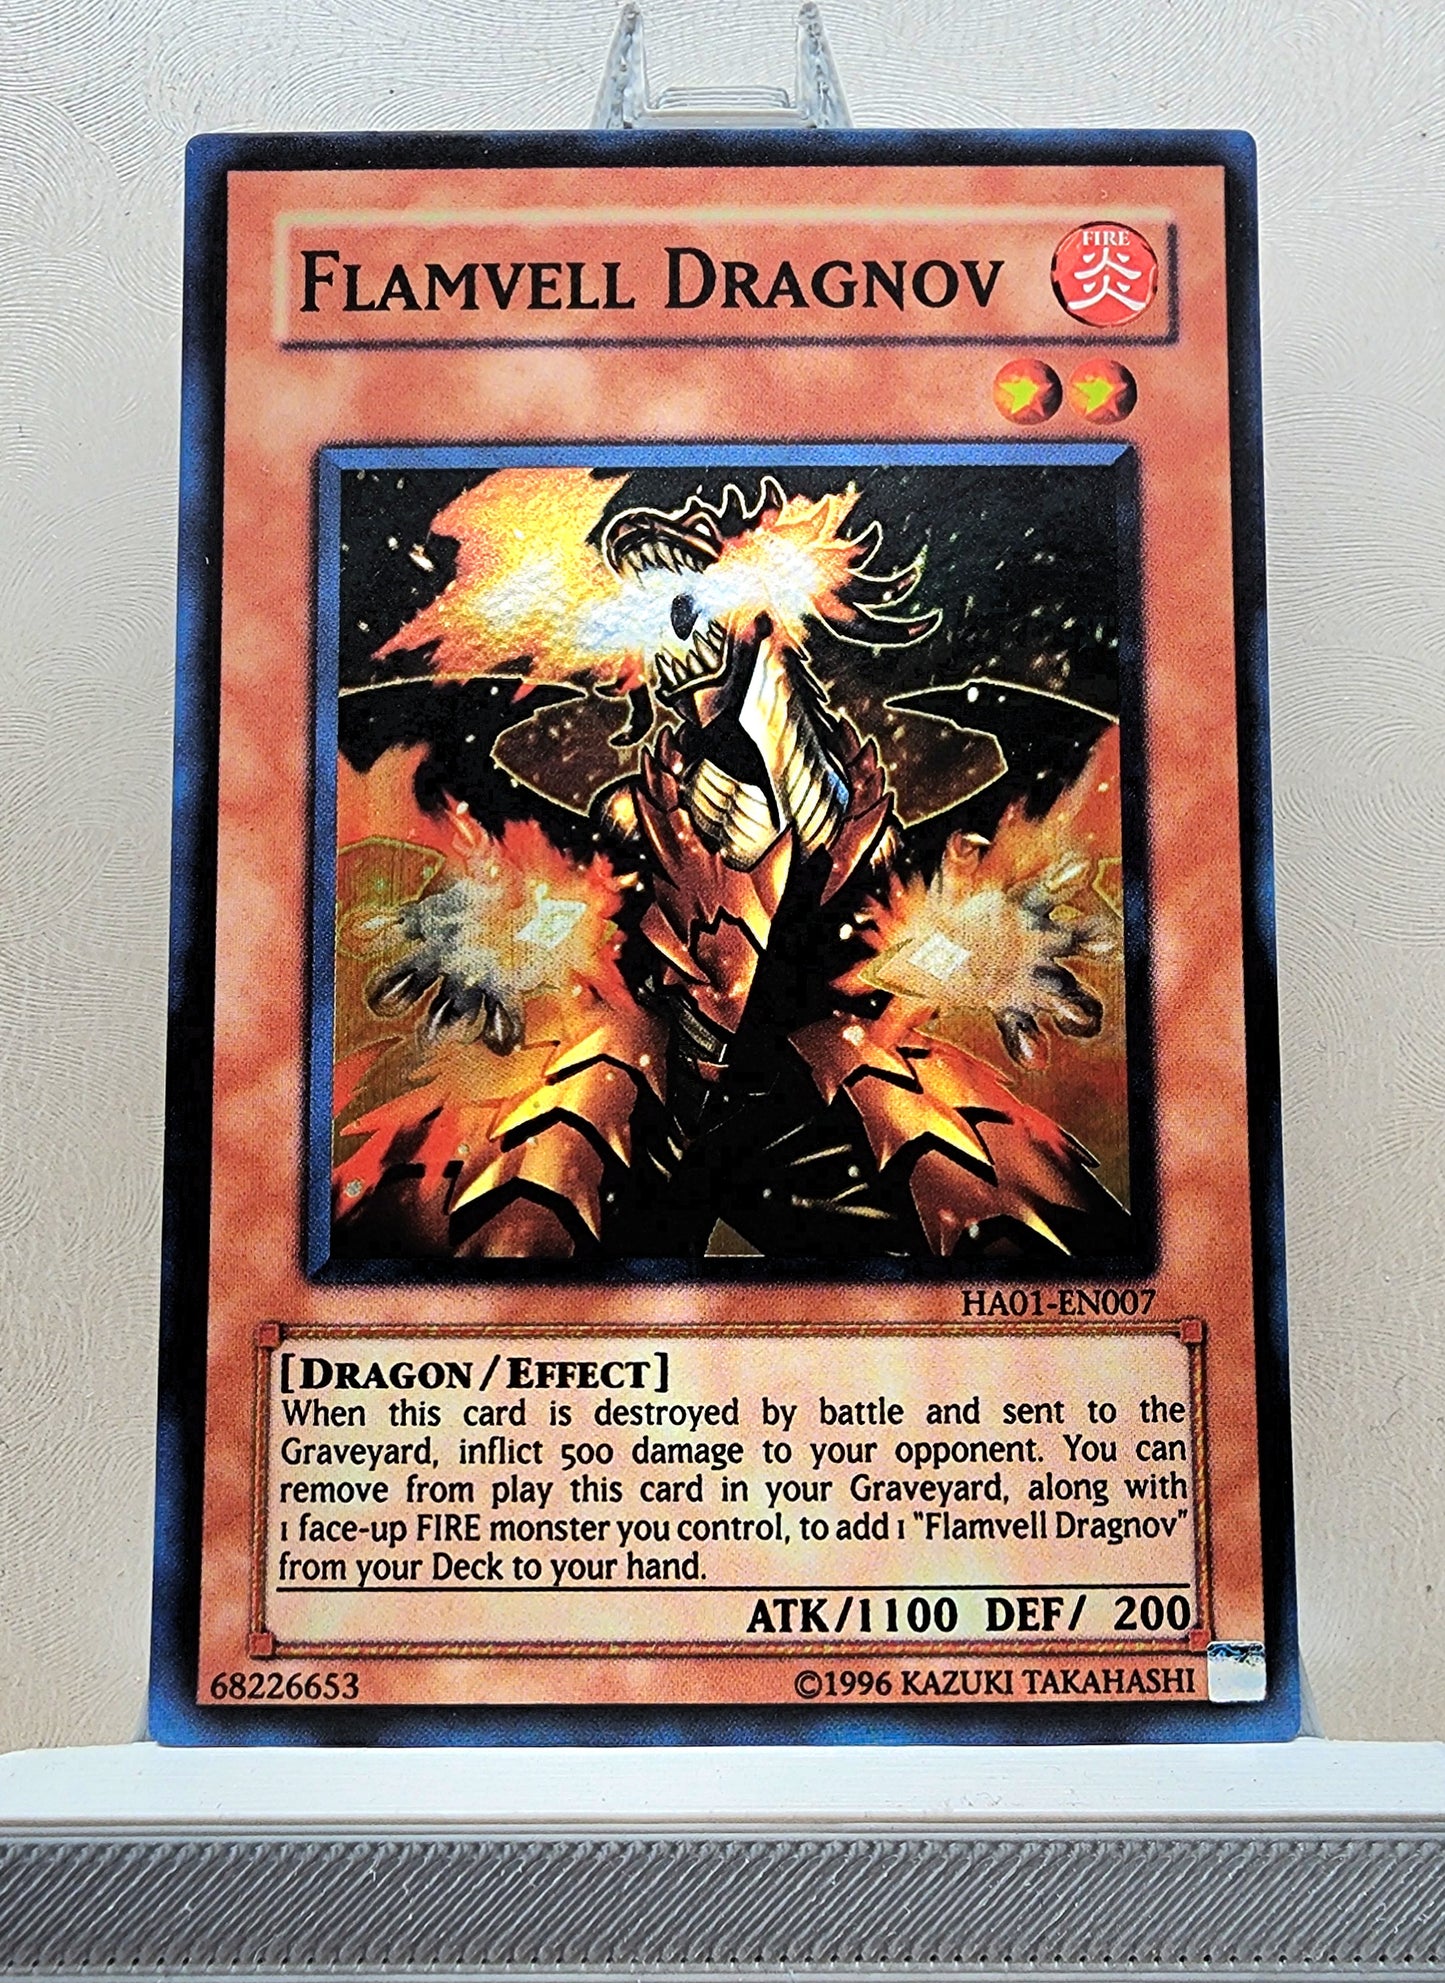 FLAMVELL DRAGNOV
FIRE
炎
HA01-EN007
[DRAGON/EFFECT]
When this card is destroyed by battle and sent to the
Graveyard, inflict 500 damage to your opponent. You can
remove from play this card in your Graveyard, along with
1 face-up FIRE monster you control, to add 1 "Flamvell Dragnov"
from your Deck to your hand.
ATK/1100 DEF/ 200
68226653
©1996 KAZUKI TAKAHASHI